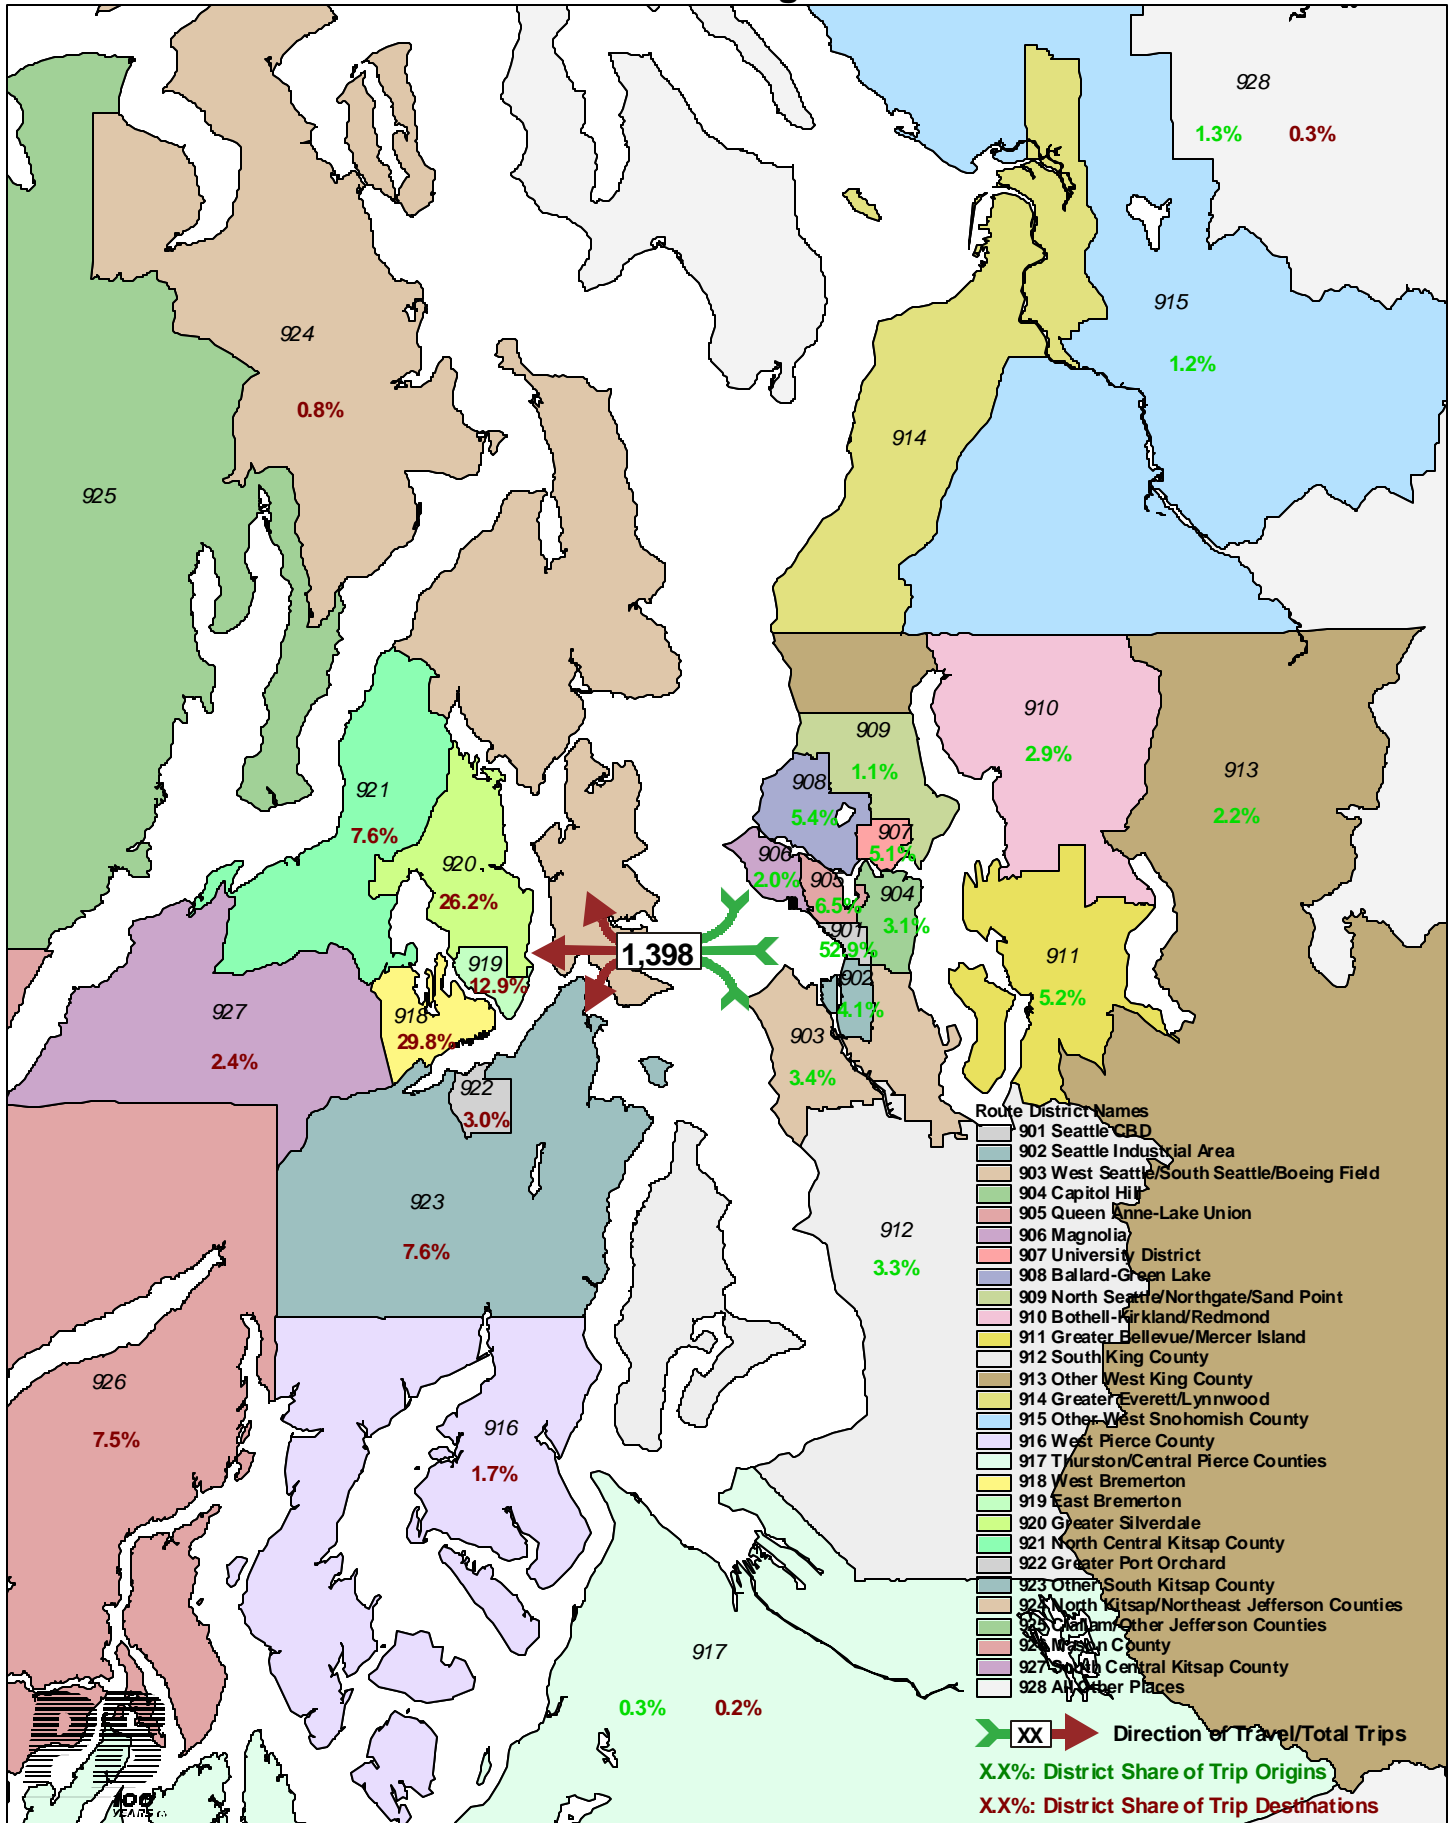 928
1.3% 0.3%
915
1.2%
924
0.8%
914
925
910
2.9%
909
1.1%
913
2.2%
908
5.4%
921
7.6%
907
5.1%
906
2.0%
920
26.2%
905
6.5%
904
3.1%
901
52.9%
1,398
919
12.9%
911
5.2%
902
4.1%
927
2.4%
918
29.8%
903
3.4%
922
3.0%
923
7.6%
912
3.3%
926
7.5%
916
1.7%
917
0.3% 0.2%
Route District Names
901 Seattle CBD
902 Seattle Industrial Area
903 West Seattle/South Seattle/Boeing Field
904 Capitol Hill
905 Queen Anne-Lake Union
906 Magnolia
907 University District
908 Ballard-Green Lake
909 North Seattle/Northgate/Sand Point
910 Bothell-Kirkland/Redmond
911 Greater Bellevue/Mercer Island
912 South King County
913 Other West King County
914 Greater Everett/Lynnwood
915 Other West Snohomish County
916 West Pierce County
917 Thurston/Central Pierce Counties
918 West Bremerton
919 East Bremerton
920 Greater Silverdale
921 North Central Kitsap County
922 Greater Port Orchard
923 Other South Kitsap County
924 North Kitsap/Northeast Jefferson Counties
925 Clallam/Other Jefferson Counties
926 Mason County
927 South Central Kitsap County
928 All Other Places
XX Direction of Travel/Total Trips
X.X%: District Share of Trip Origins
X.X%: District Share of Trip Destinations
100
YEARS